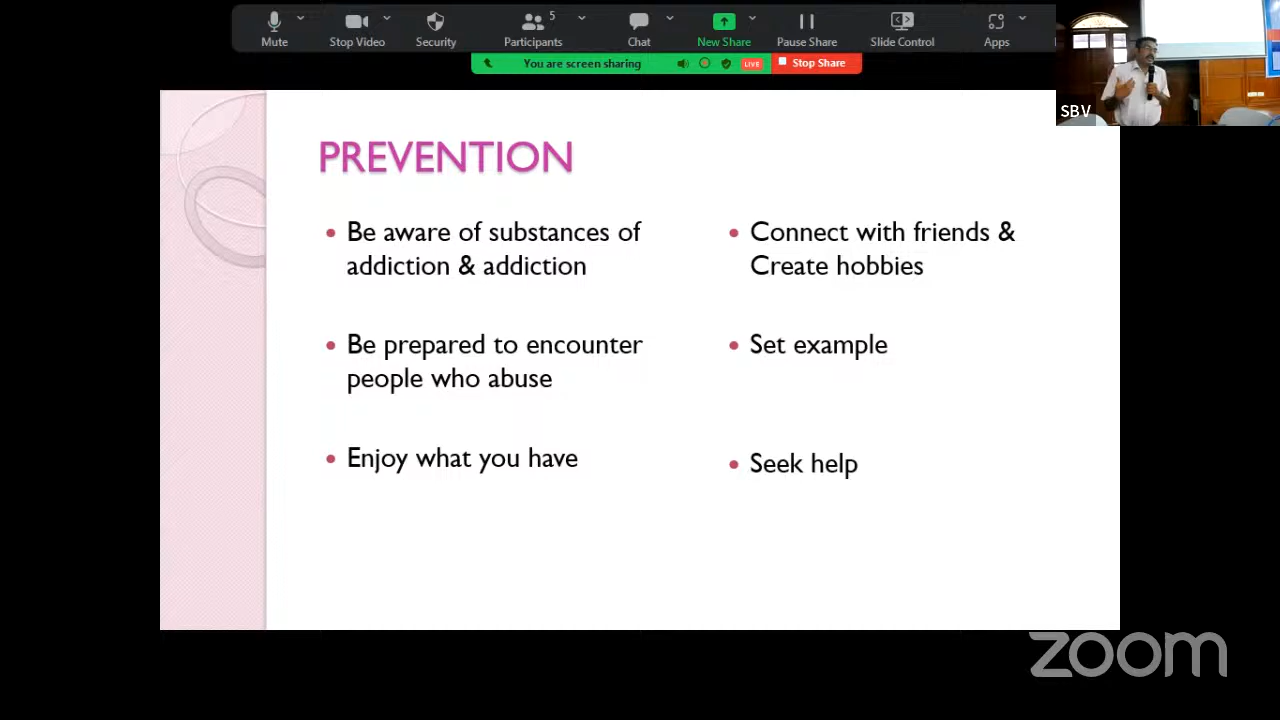 5
Mute
Stop Video
Security
Participants
Chat
New Share
Pause Share
Slide Control
Apps
You are screen sharing
LIVE
Stop Share
SBV
PREVENTION
• Be aware of substances of
addiction & addiction
• Be prepared to encounter
people who abuse
• Enjoy what you have
• Connect with friends &
Create hobbies
• Set example
• Seek help
zoom